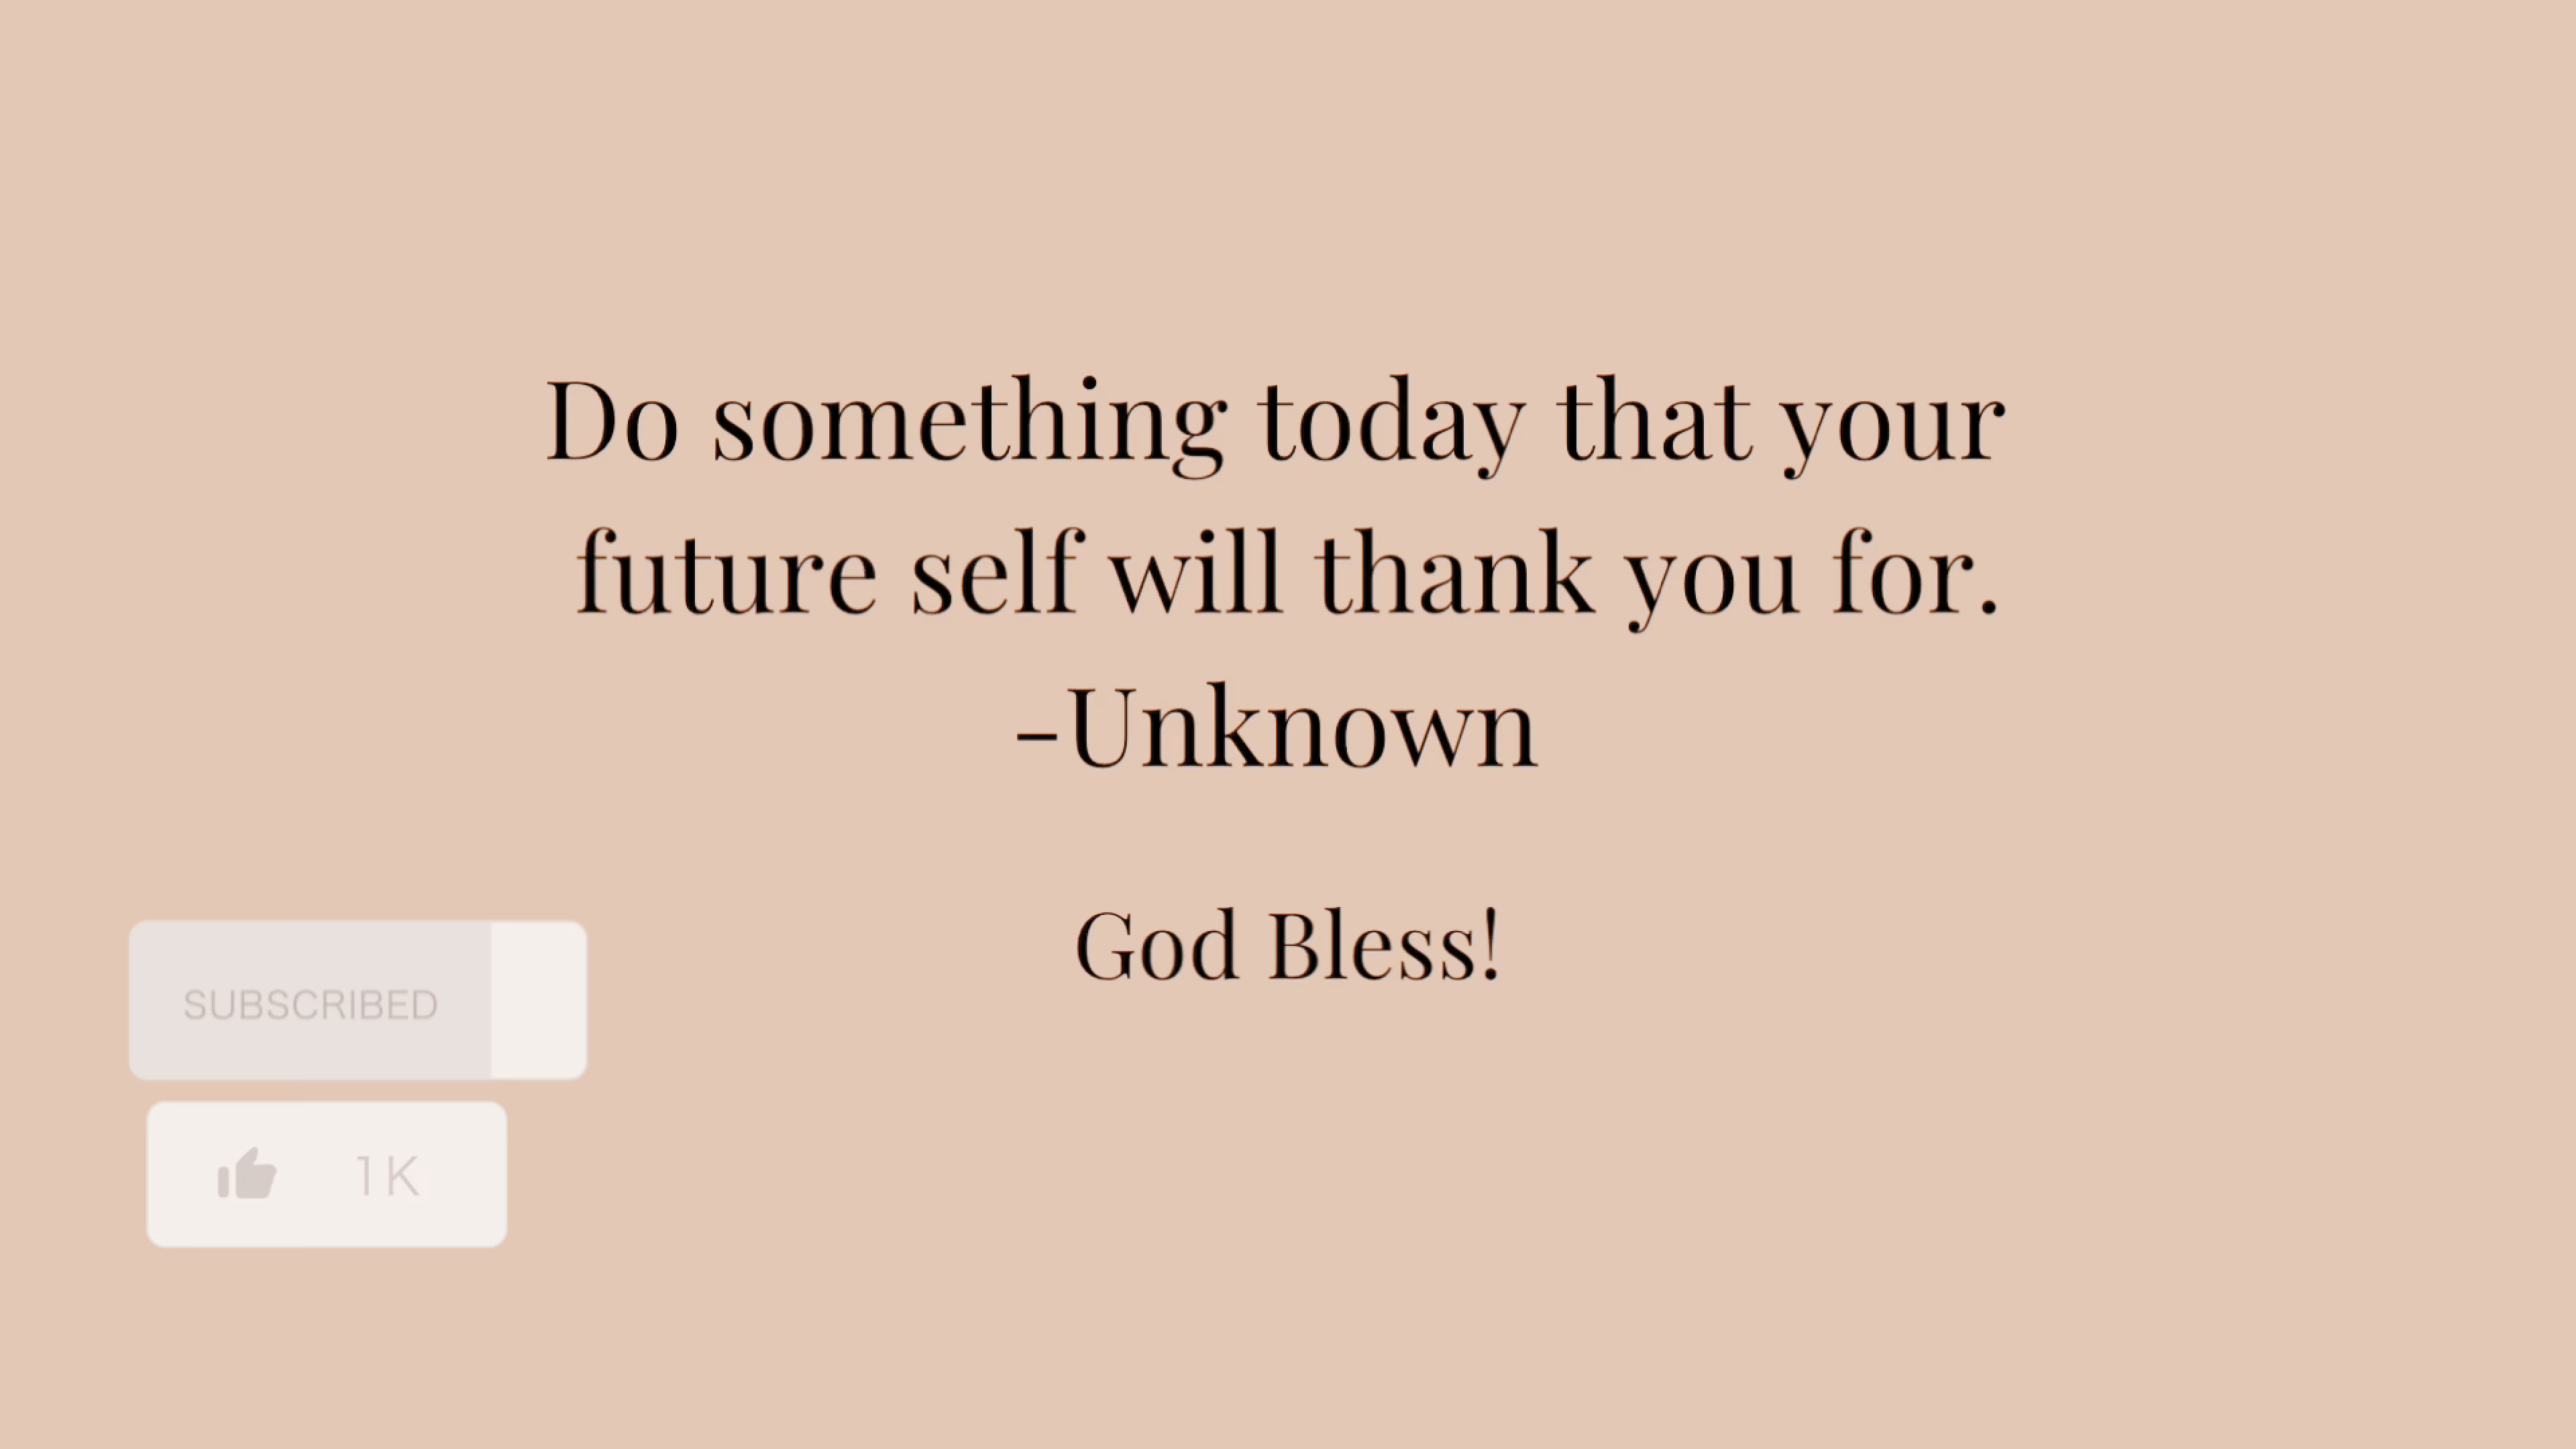 Do something today that your
future self will thank you for.
-Unknown
God Bless!
SUBSCRIBED
1K